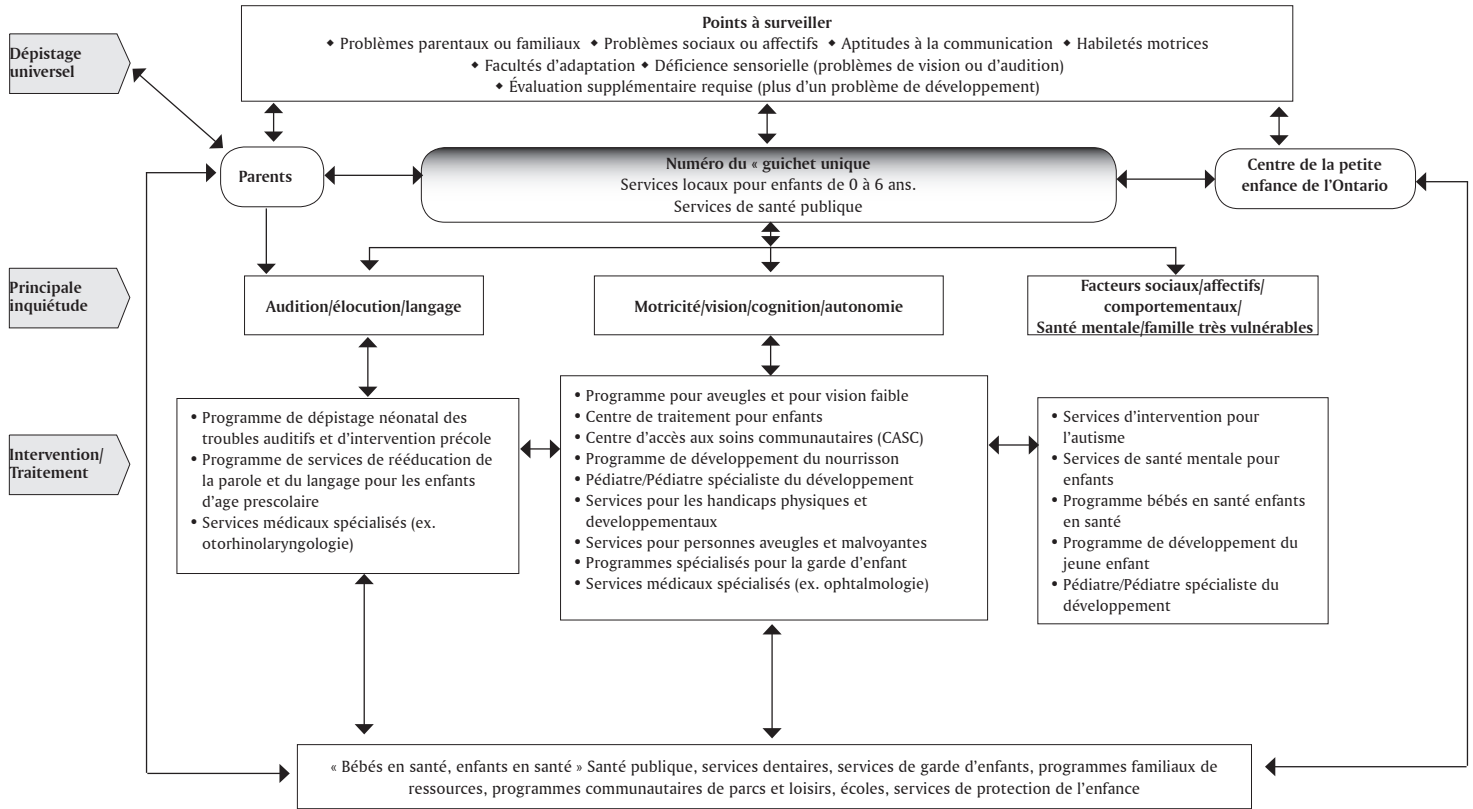 Points à surveiller
◆ Problèmes parentaux ou familiaux ◆ Problèmes sociaux ou affectifs ◆ Aptitudes à la communication ◆ Habiletés motrices
◆ Facultés d'adaptation ◆ Déficience sensorielle (problèmes de vision ou d'audition)
◆ Évaluation supplémentaire requise (plus d'un problème de développement)
Dépistage
universel
Parents
Numéro du « guichet unique
Services locaux pour enfants de 0 à 6 ans.
Services de santé publique
Centre de la petite
enfance de l'Ontario
Principale
inquiétude
Audition/élocution/langage
Motricité/vision/cognition/autonomie
Facteurs sociaux/affectifs/
comportementaux/
Santé mentale/famille très vulnérables
Intervention/
Traitement
• Programme de dépistage néonatal des
troubles auditifs et d'intervention précole
• Programme de services de rééducation de
la parole et du langage pour les enfants
d'age prescolaire
• Services médicaux spécialisés (ex.
otorhinolaryngologie)
• Programme pour aveugles et pour vision faible
• Centre de traitement pour enfants
• Centre d'accès aux soins communautaires (CASC)
• Programme de développement du nourrisson
• Pédiatre/Pédiatre spécialiste du développement
• Services pour les handicaps physiques et
developpementaux
• Services pour personnes aveugles et malvoyantes
• Programmes spécialisés pour la garde d'enfant
• Services médicaux spécialisés (ex. ophtalmologie)
• Services d'intervention pour
l'autisme
• Services de santé mentale pour
enfants
• Programme bébés en santé enfants
en santé
• Programme de développement du
jeune enfant
• Pédiatre/Pédiatre spécialiste du
développement
« Bébés en santé, enfants en santé » Santé publique, services dentaires, services de garde d'enfants, programmes familiaux de
ressources, programmes communautaires de parcs et loisirs, écoles, services de protection de l'enfance